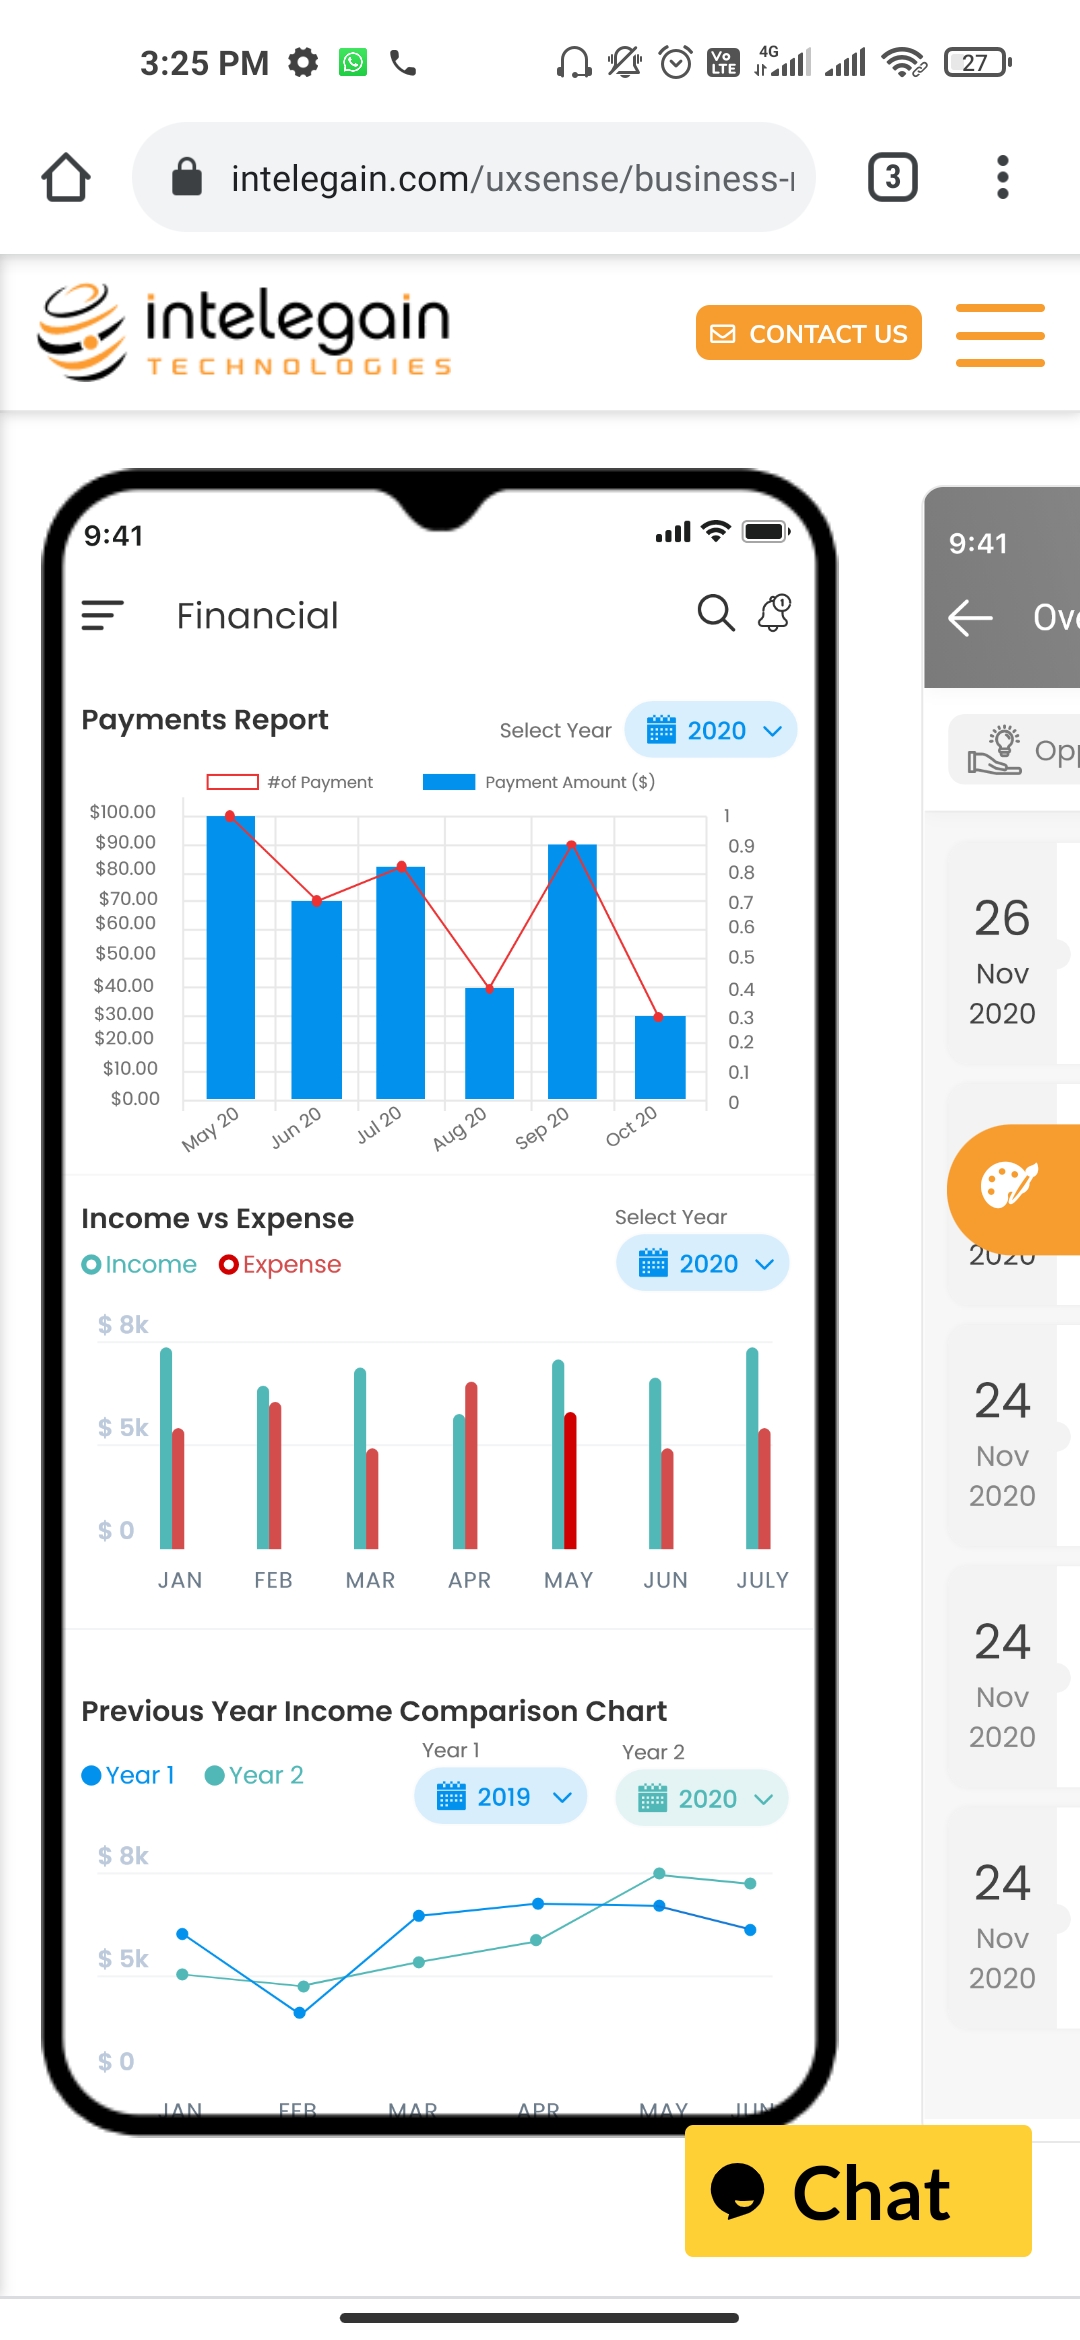 3:25 PM
Vo LTE
4G
27
intelegain.com/uxsense/business-
3
intelegain
TECHNOLOGIES
CONTACT US
9:41
Financial
1
Payments Report
Select Year
2020
#of Payment
Payment Amount ($)
$100.00
$90.00
$80.00
$70.00
$60.00
$50.00
$40.00
$30.00
$20.00
$10.00
$0.00
1
0.9
0.8
0.7
0.6
0.5
0.4
0.3
0.2
0.1
0
May 20
Jun 20
Jul 20
Aug 20
Sep 20
Oct 20
Income vs Expense
Select Year
Income
Expense
2020
$ 8k
$ 5k
$ 0
JAN
FEB
MAR
APR
MAY
JUN
JULY
Previous Year Income Comparison Chart
Year 1
Year 2
Year 1
Year 2
2019
2020
$ 8k
$ 5k
$ 0
JAN
FEB
MAR
APR
MAY
JUN
9:41
26
Nov
2020
2020
24
Nov
2020
24
Nov
2020
24
Nov
2020
Chat